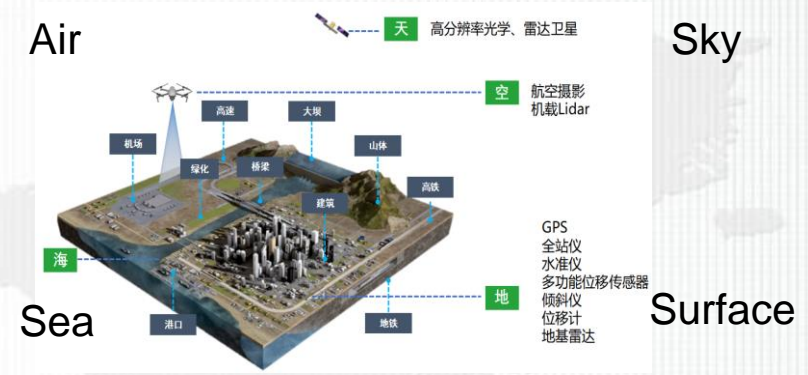 Air
天 高分辨率光学、雷达卫星
Sky
空 航空摄影
机载Lidar
高速
大坝
机场
山体
绿化
桥梁
高铁
建筑
GPS
全站仪
水准仪
多功能位移传感器
倾斜仪
位移计
地基雷达
海
地
Sea
港口
地铁
Surface